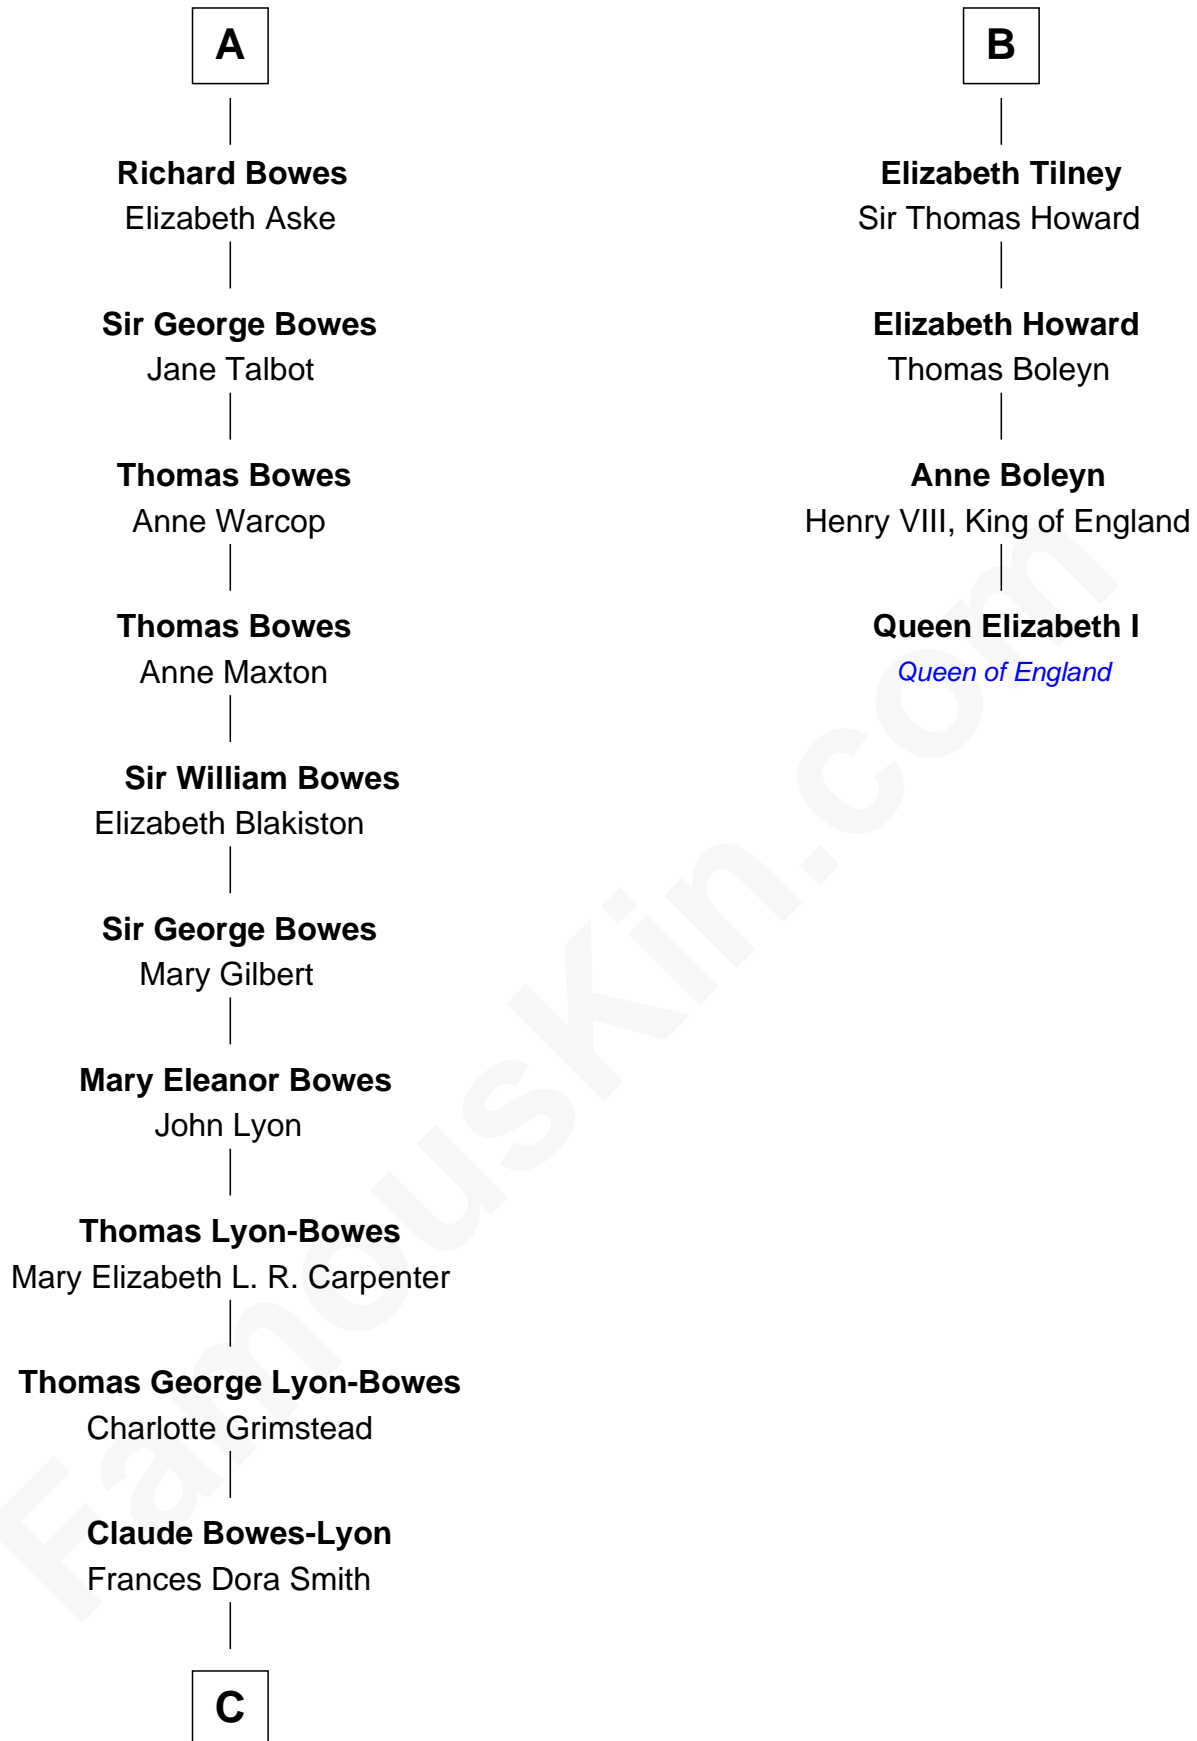 A
Richard Bowes
Elizabeth Aske
Sir George Bowes
Jane Talbot
Thomas Bowes
Anne Warcop
Thomas Bowes
Anne Maxton
Sir William Bowes
Elizabeth Blakiston
Sir George Bowes
Mary Gilbert
Mary Eleanor Bowes
John Lyon
Thomas Lyon-Bowes
Mary Elizabeth L. R. Carpenter
Thomas George Lyon-Bowes
Charlotte Grimstead
Claude Bowes-Lyon
Frances Dora Smith
C
B
Elizabeth Tilney
Sir Thomas Howard
Elizabeth Howard
Thomas Boleyn
Anne Boleyn
Henry VIII, King of England
Queen Elizabeth I
Queen of England
FamousKin.com